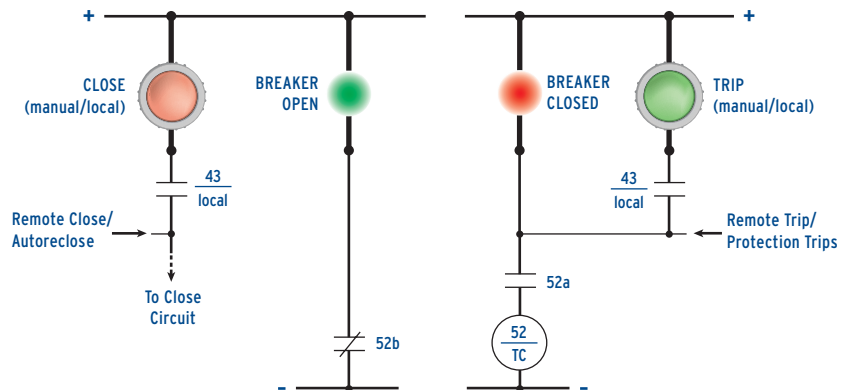 +
+
CLOSE
(manual/local)
BREAKER
OPEN
BREAKER
CLOSED
TRIP
(manual/local)
43
local
43
local
Remote Close/
Autoreclose
Remote Trip/
Protection Trips
To Close
Circuit
52a
52b
52
TC
-
-